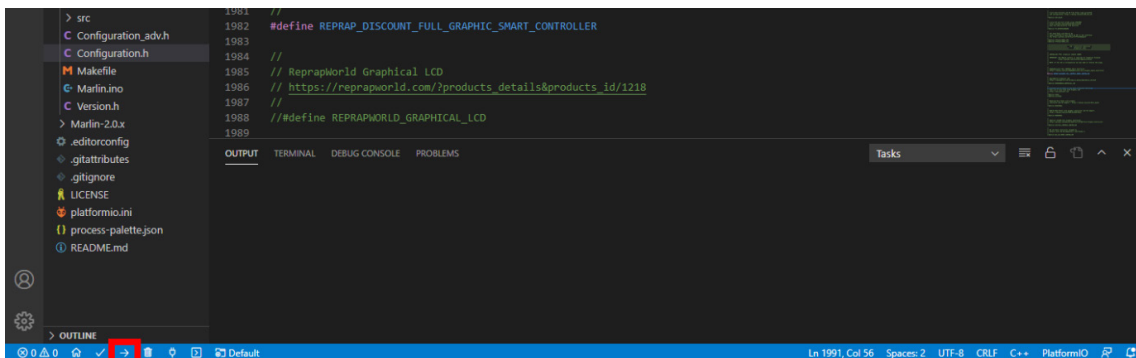 > src
C Configuration_adv.h
C Configuration.h
M Makefile
Marlin.ino
C Version.h
> Marlin-2.0.x
.editorconfig
.gitattributes
.gitignore
LICENSE
platformio.ini
{} process-palette.json
README.md
> OUTLINE
1981 //
1982 #define REPRAP_DISCOUNT_FULL_GRAPHIC_SMART_CONTROLLER
1983
1984 //
1985 // ReprapWorld Graphical LCD
1986 // https://reprapworld.com/?products_details&products_id/1218
1987 //
1988 //#define REPRAPWORLD_GRAPHICAL_LCD
1989
OUTPUT TERMINAL DEBUG CONSOLE PROBLEMS Tasks
0 0 Default Ln 1991, Col 56 Spaces: 2 UTF-8 CRLF C++ PlatformIO